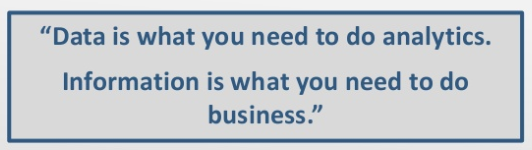 “Data is what you need to do analytics.
Information is what you need to do
business.”